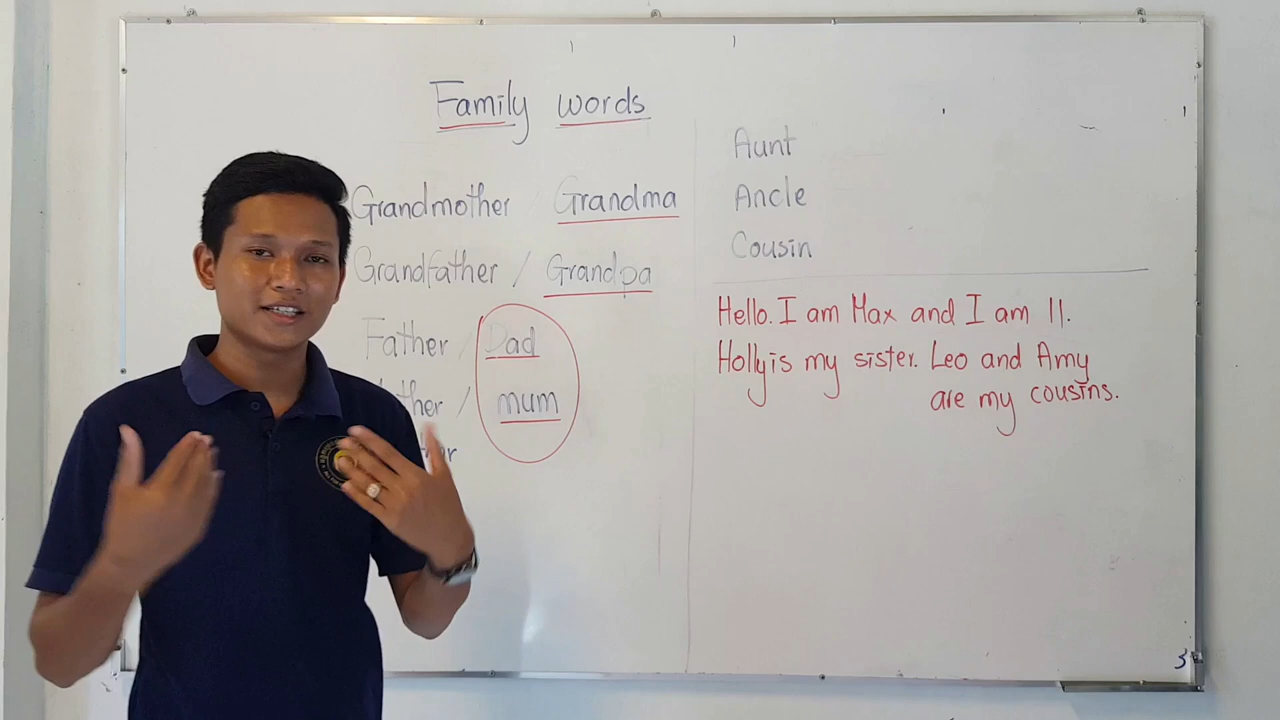 Family words
Grandmother / Grandma
Grandfather / Grandpa
Father / Dad
/ mum
Aunt
Ancle
Cousin
Hello. I am Max and I am 11.
Holly is my sister. Leo and Amy
are my cousins.
3